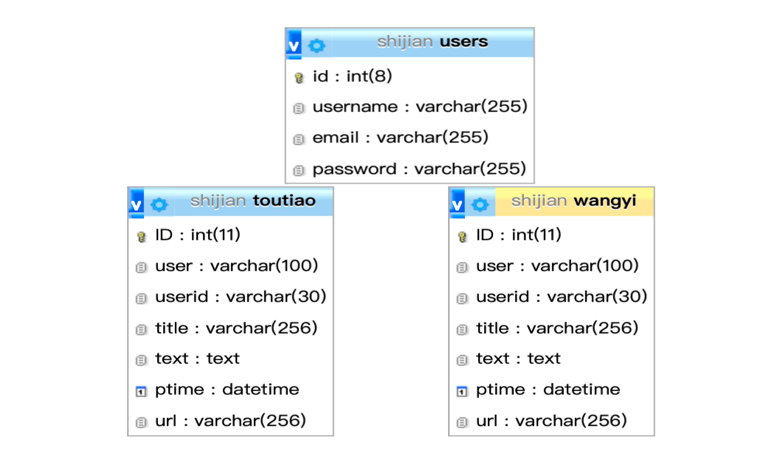 v shijian users
id : int(8)
username : varchar(255)
email : varchar(255)
password : varchar(255)
v shijian toutiao
ID : int(11)
user : varchar(100)
userid : varchar(30)
title : varchar(256)
text : text
ptime : datetime
url : varchar(256)
v shijian wangyi
ID : int(11)
user : varchar(100)
userid : varchar(30)
title : varchar(256)
text : text
ptime : datetime
url : varchar(256)